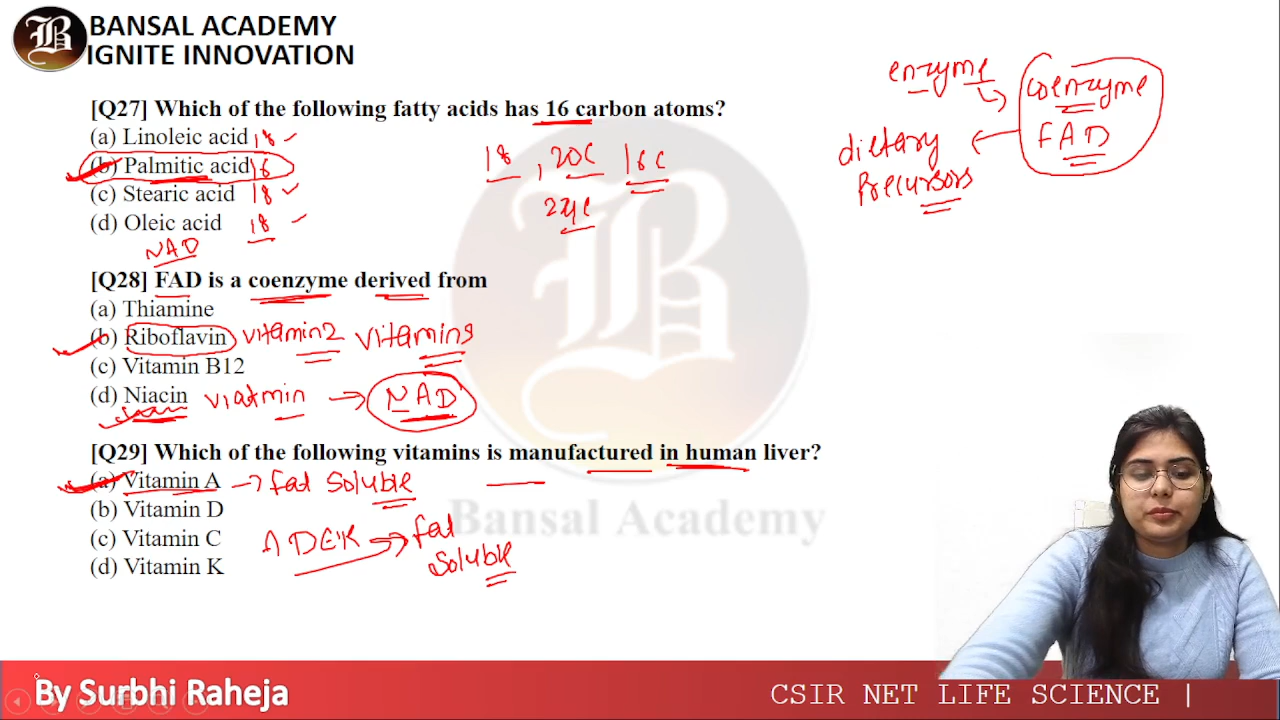 BANSAL ACADEMY
IGNITE INNOVATION
enzyme
coenzyme
FAD
dietary
Precursors
[Q27] Which of the following fatty acids has 16 carbon atoms?
(a) Linoleic acid 18
(b) Palmitic acid 16
(c) Stearic acid 18
(d) Oleic acid 18
18, 20C 16C
NAD
[Q28] FAD is a coenzyme derived from
(a) Thiamine
(b) Riboflavin vitamin2 vitamins
(c) Vitamin B12
(d) Niacin viatmin → NAD
[Q29] Which of the following vitamins is manufactured in human liver?
(a) Vitamin A → fat soluble
(b) Vitamin D
(c) Vitamin C
(d) Vitamin K
A DEK → fat
soluble
Bansal Academy
By Surbhi Raheja
CSIR NET LIFE SCIENCE |